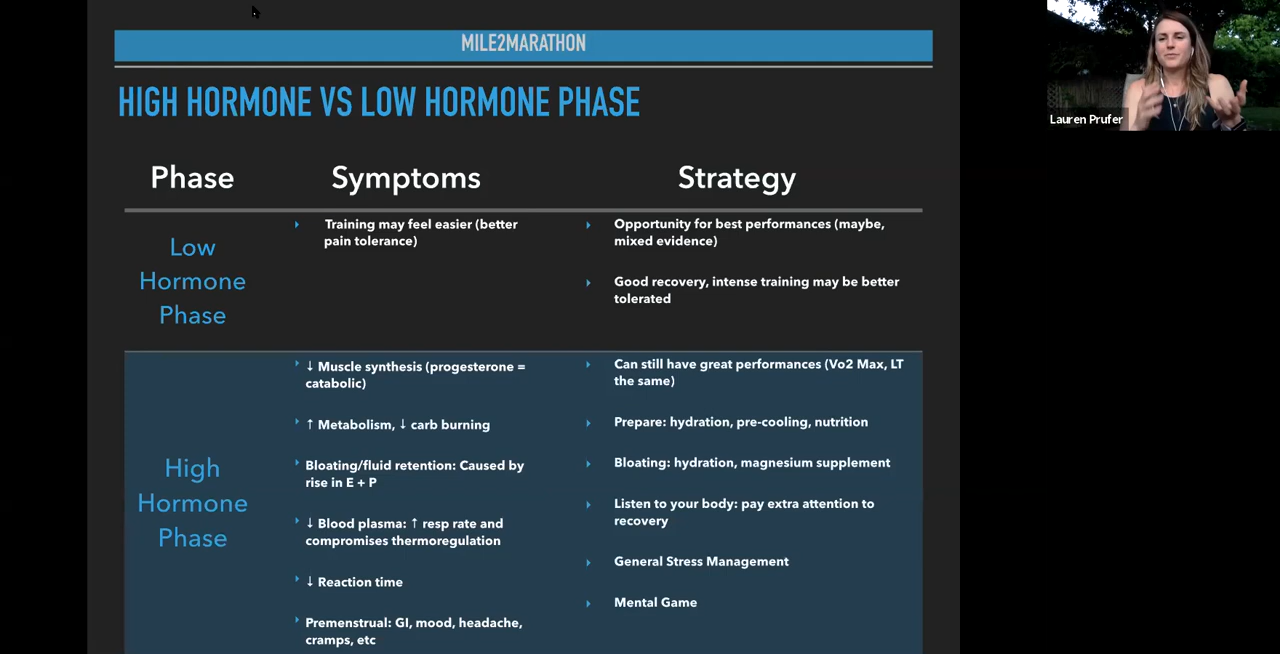 MILE2MARATHON
HIGH HORMONE VS LOW HORMONE PHASE
Phase
Symptoms
Strategy
Low
Hormone
Phase
Training may feel easier (better
pain tolerance)
Opportunity for best performances (maybe,
mixed evidence)
Good recovery, intense training may be better
tolerated
High
Hormone
Phase
↓ Muscle synthesis (progesterone =
catabolic)
↑ Metabolism, ↓ carb burning
Bloating/fluid retention: Caused by
rise in E + P
↓ Blood plasma: ↑ resp rate and
compromises thermoregulation
↓ Reaction time
Premenstrual: GI, mood, headache,
cramps, etc
Can still have great performances (Vo2 Max, LT
the same)
Prepare: hydration, pre-cooling, nutrition
Bloating: hydration, magnesium supplement
Listen to your body: pay extra attention to
recovery
General Stress Management
Mental Game
Lauren Prufer